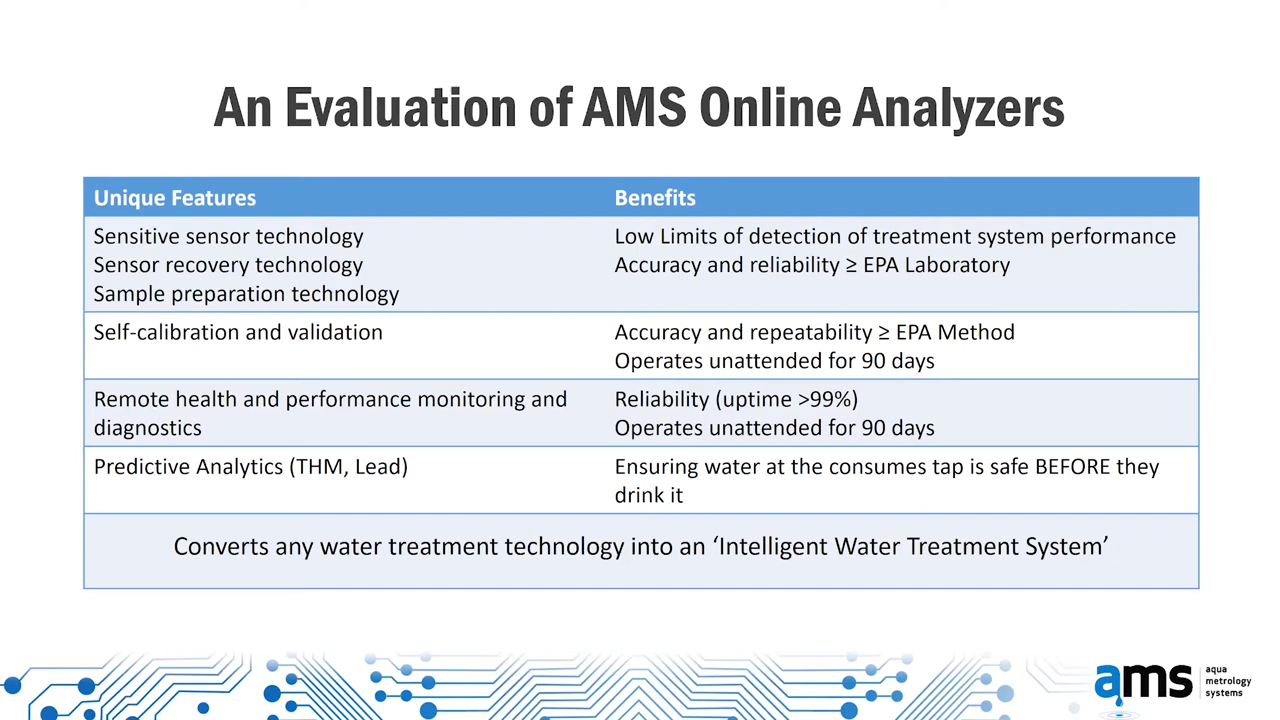 An Evaluation of AMS Online Analyzers
Unique Features
Benefits
Sensitive sensor technology
Sensor recovery technology
Sample preparation technology
Low Limits of detection of treatment system performance
Accuracy and reliability ≥ EPA Laboratory
Self-calibration and validation
Accuracy and repeatability ≥ EPA Method
Operates unattended for 90 days
Remote health and performance monitoring and
diagnostics
Reliability (uptime >99%)
Operates unattended for 90 days
Predictive Analytics (THM, Lead)
Ensuring water at the consumes tap is safe BEFORE they
drink it
Converts any water treatment technology into an ‘Intelligent Water Treatment System’
ams
aqua
metrology
systems